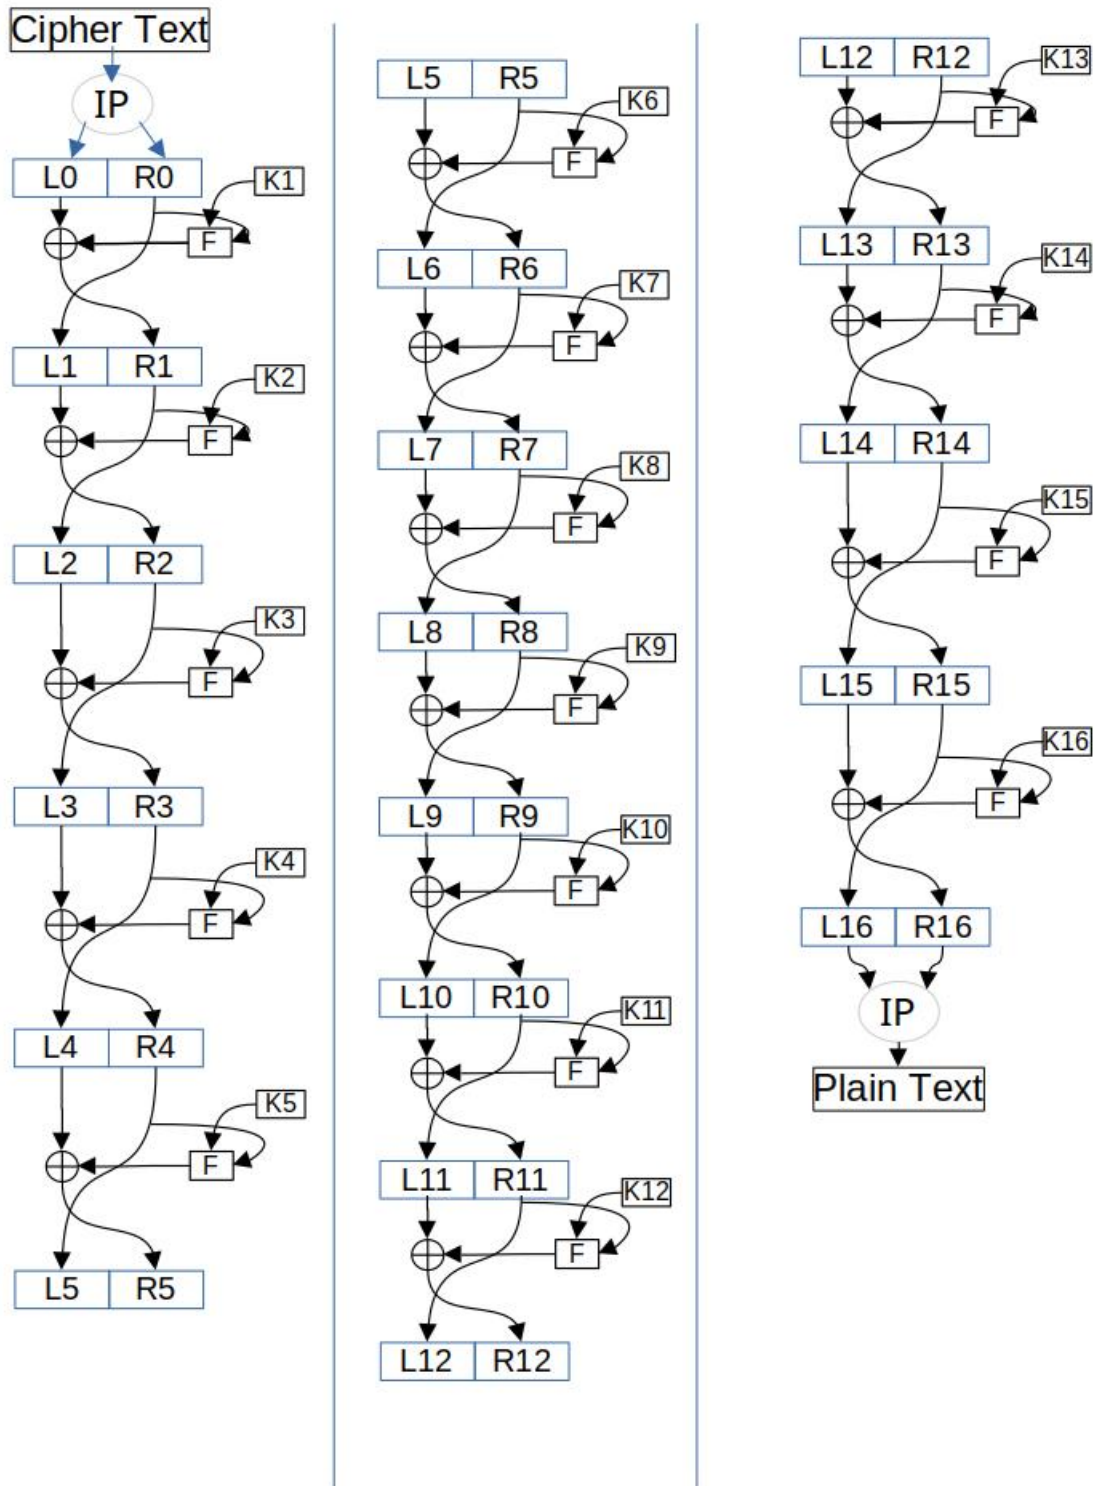 Cipher Text
IP
L0 R0
K1
F
L1 R1
K2
F
L2 R2
K3
F
L3 R3
K4
F
L4 R4
K5
F
L5 R5
L5 R5
K6
F
L6 R6
K7
F
L7 R7
K8
F
L8 R8
K9
F
L9 R9
K10
F
L10 R10
K11
F
L11 R11
K12
F
L12 R12
L12 R12
K13
F
L13 R13
K14
F
L14 R14
K15
F
L15 R15
K16
F
L16 R16
IP
Plain Text